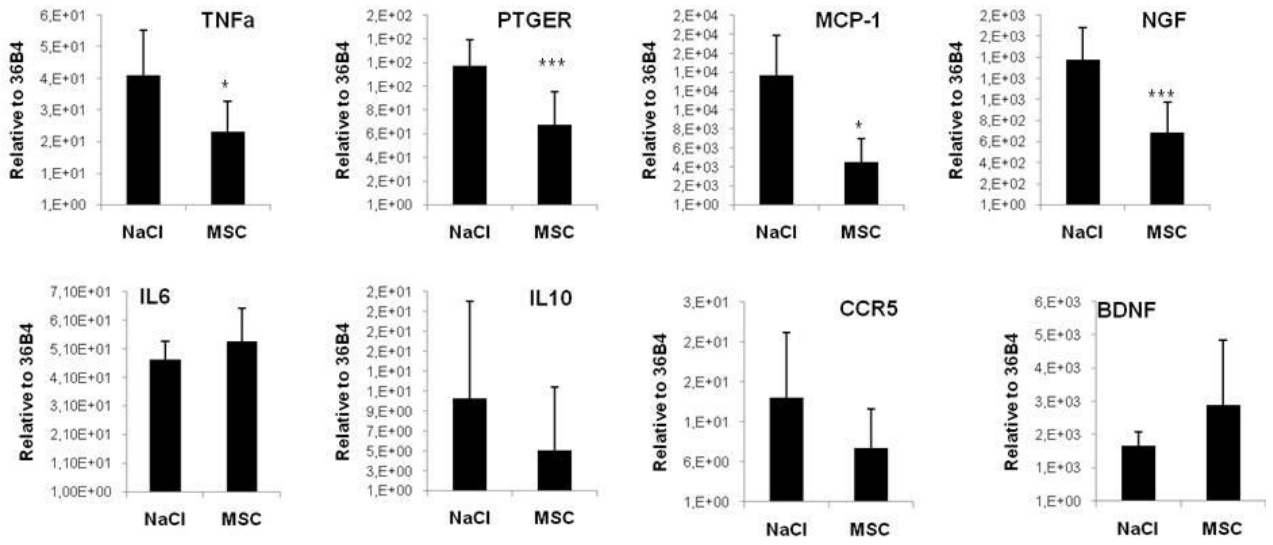 TNFa
Relative to 36B4
6,E+01
5,E+01
4,E+01
3,E+01
2,E+01
1,E+01
1,E+00
*
NaCl MSC
PTGER
Relative to 36B4
2,E+02
1,E+02
1,E+02
1,E+02
8,E+01
6,E+01
4,E+01
2,E+01
1,E+00
***
NaCl MSC
MCP-1
Relative to 36B4
2,E+04
2,E+04
2,E+04
1,E+04
1,E+04
1,E+04
8,E+03
6,E+03
4,E+03
2,E+03
1,E+00
*
NaCl MSC
NGF
Relative to 36B4
2,E+03
2,E+03
1,E+03
1,E+03
1,E+03
8,E+02
6,E+02
4,E+02
2,E+02
1,E+00
***
NaCl MSC
IL6
Relative to 36B4
7,10E+01
6,10E+01
5,10E+01
4,10E+01
3,10E+01
2,10E+01
1,10E+01
1,00E+00
NaCl MSC
IL10
Relative to 36B4
2,E+01
2,E+01
2,E+01
2,E+01
1,E+01
1,E+01
9,E+00
7,E+00
5,E+00
3,E+00
1,E+00
NaCl MSC
CCR5
Relative to 36B4
3,E+01
2,E+01
2,E+01
1,E+01
6,E+00
1,E+00
NaCl MSC
BDNF
Relative to 36B4
6,E+03
5,E+03
4,E+03
3,E+03
2,E+03
1,E+03
1,E+00
NaCl MSC